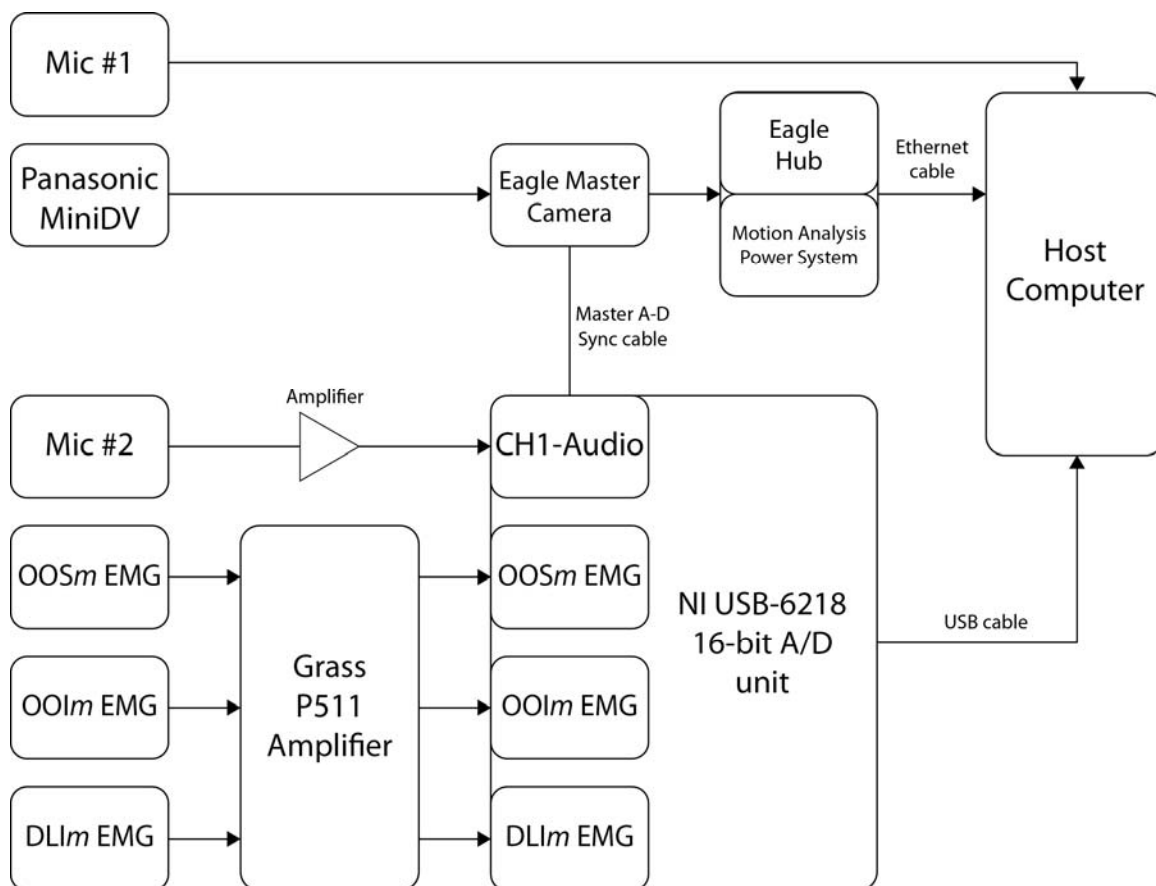 Mic #1
Panasonic
MiniDV
Eagle Master
Camera
Eagle
Hub
Motion Analysis
Power System
Ethernet
cable
Host
Computer
Master A-D
Sync cable
Mic #2
Amplifier
CH1-Audio
OOSm EMG
OOIm EMG
DLIm EMG
Grass
P511
Amplifier
OOSm EMG
OOIm EMG
DLIm EMG
NI USB-6218
16-bit A/D
unit
USB cable